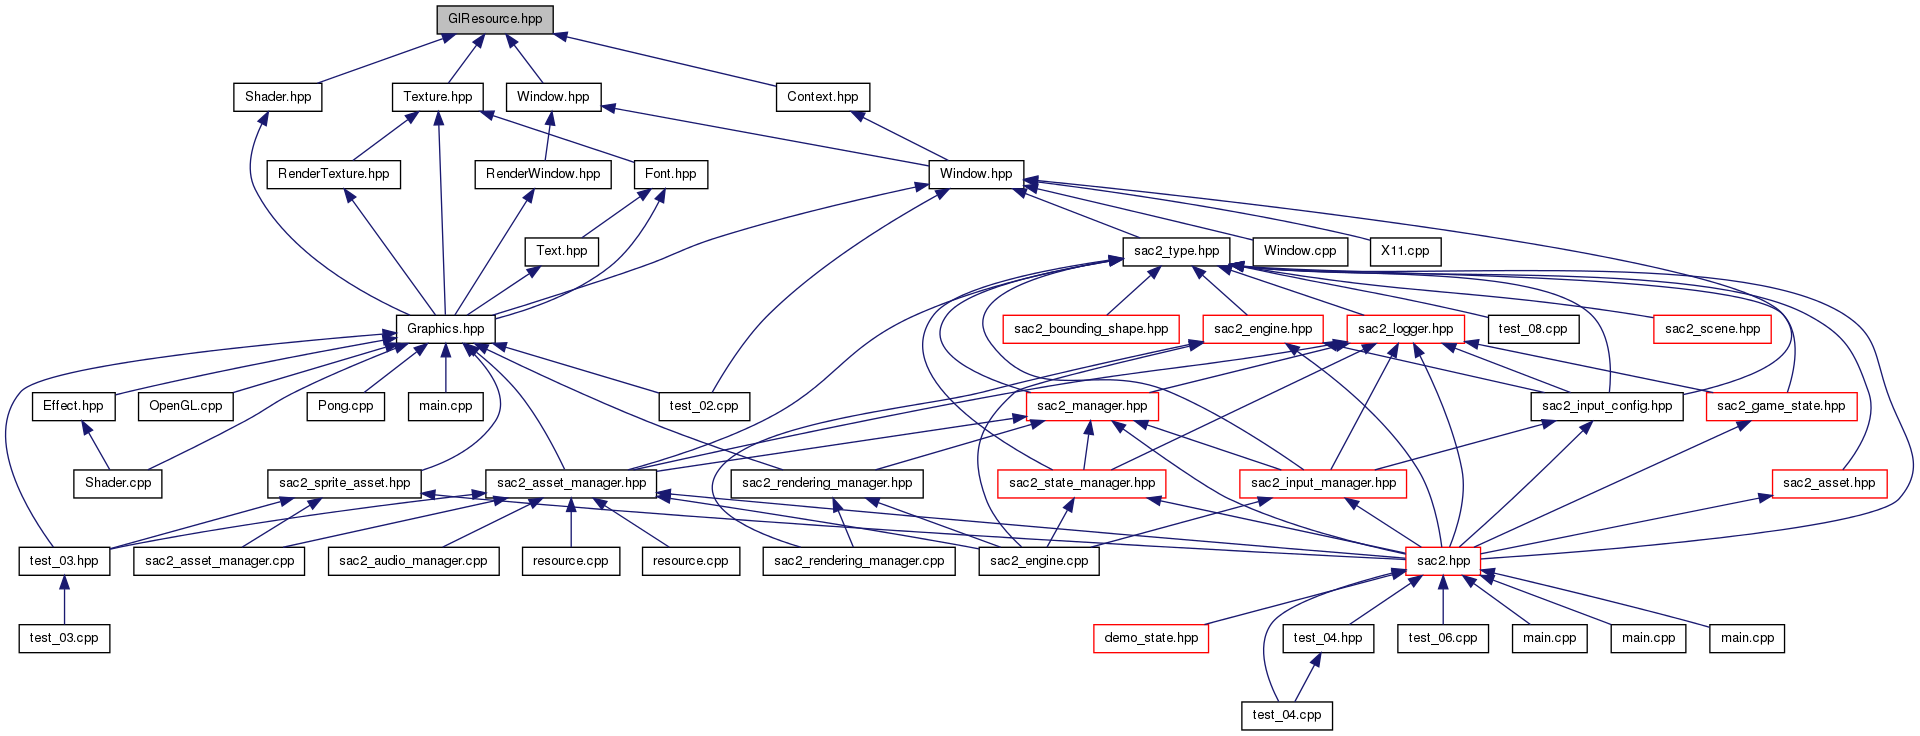 GlResource.hpp
Shader.hpp
Texture.hpp
Window.hpp
Context.hpp
RenderTexture.hpp
RenderWindow.hpp
Font.hpp
Window.hpp
Text.hpp
sac2_type.hpp
Window.cpp
X11.cpp
Graphics.hpp
sac2_bounding_shape.hpp
sac2_engine.hpp
sac2_logger.hpp
test_08.cpp
sac2_scene.hpp
Effect.hpp
OpenGL.cpp
Pong.cpp
main.cpp
test_02.cpp
sac2_manager.hpp
sac2_input_config.hpp
sac2_game_state.hpp
Shader.cpp
sac2_sprite_asset.hpp
sac2_asset_manager.hpp
sac2_rendering_manager.hpp
sac2_state_manager.hpp
sac2_input_manager.hpp
sac2_asset.hpp
test_03.hpp
sac2_asset_manager.cpp
sac2_audio_manager.cpp
resource.cpp
resource.cpp
sac2_rendering_manager.cpp
sac2_engine.cpp
sac2.hpp
test_03.cpp
demo_state.hpp
test_04.hpp
test_06.cpp
main.cpp
main.cpp
main.cpp
test_04.cpp